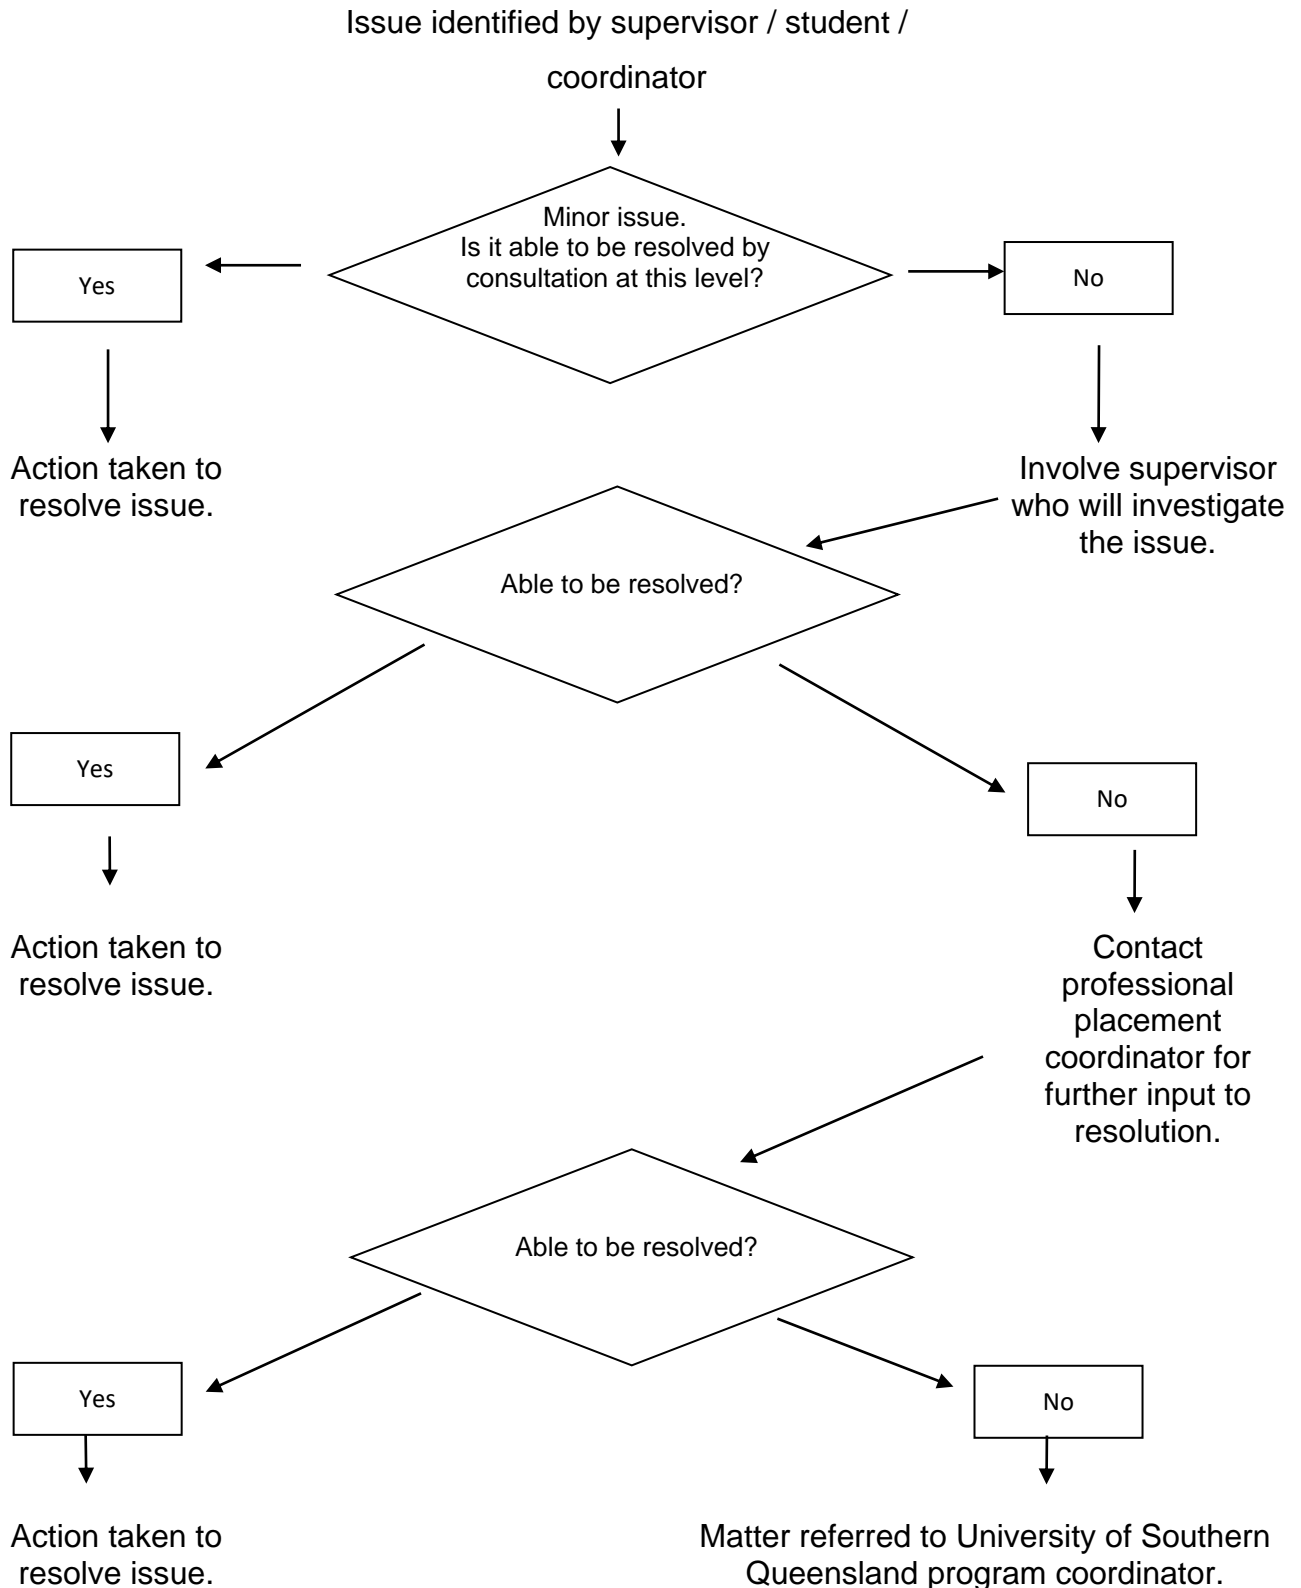 Issue identified by supervisor / student /
coordinator
Minor issue.
Is it able to be resolved by
consultation at this level?
Yes
No
Action taken to
resolve issue.
Involve supervisor
who will investigate
the issue.
Able to be resolved?
Yes
No
Action taken to
resolve issue.
Contact
professional
placement
coordinator for
further input to
resolution.
Able to be resolved?
Yes
No
Action taken to
resolve issue.
Matter referred to University of Southern
Queensland program coordinator.